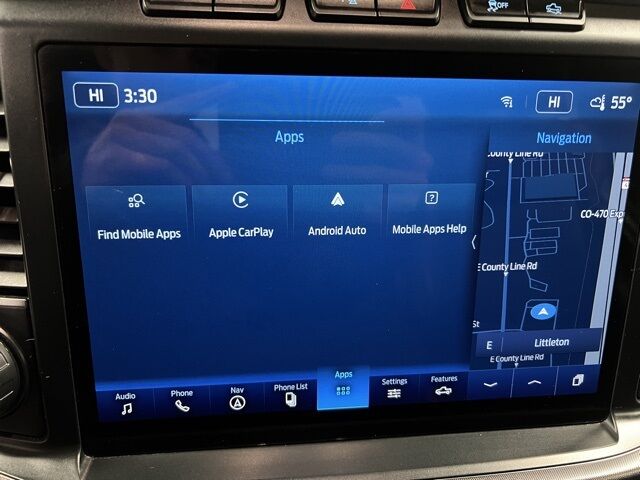 OFF
HI 3:30
HI 55°
Apps
Navigation
County Line Rd
CO-470 Exp
Find Mobile Apps
Apple CarPlay
Android Auto
Mobile Apps Help
E County Line Rd
St
E Littleton
E County Line Rd
Audio
Phone
Nav
Phone List
Apps
Settings
Features